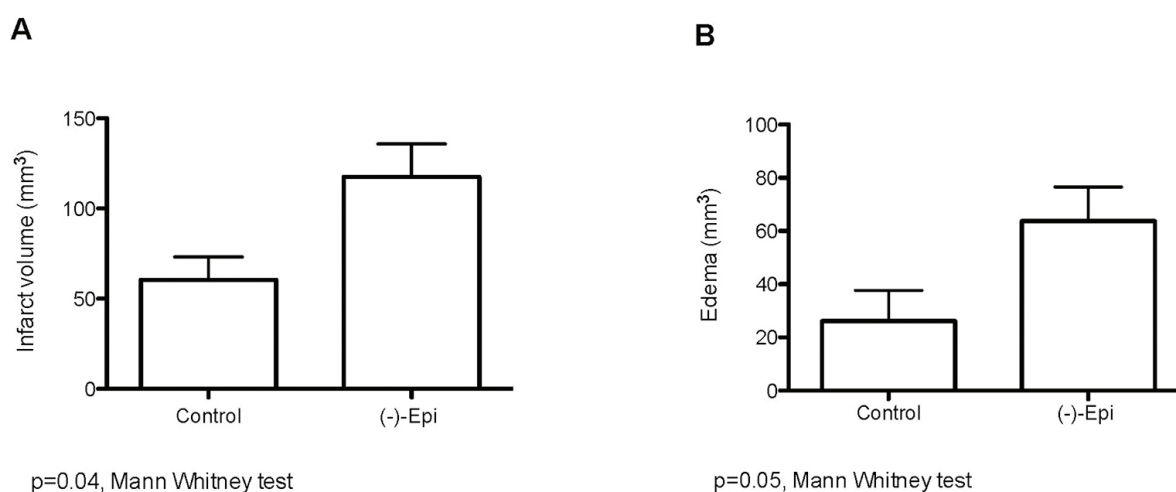 A
Infarct volume (mm³)
150
100
50
0
Control
(-)-Epi
p=0.04, Mann Whitney test
B
Edema (mm³)
100
80
60
40
20
0
Control
(-)-Epi
p=0.05, Mann Whitney test